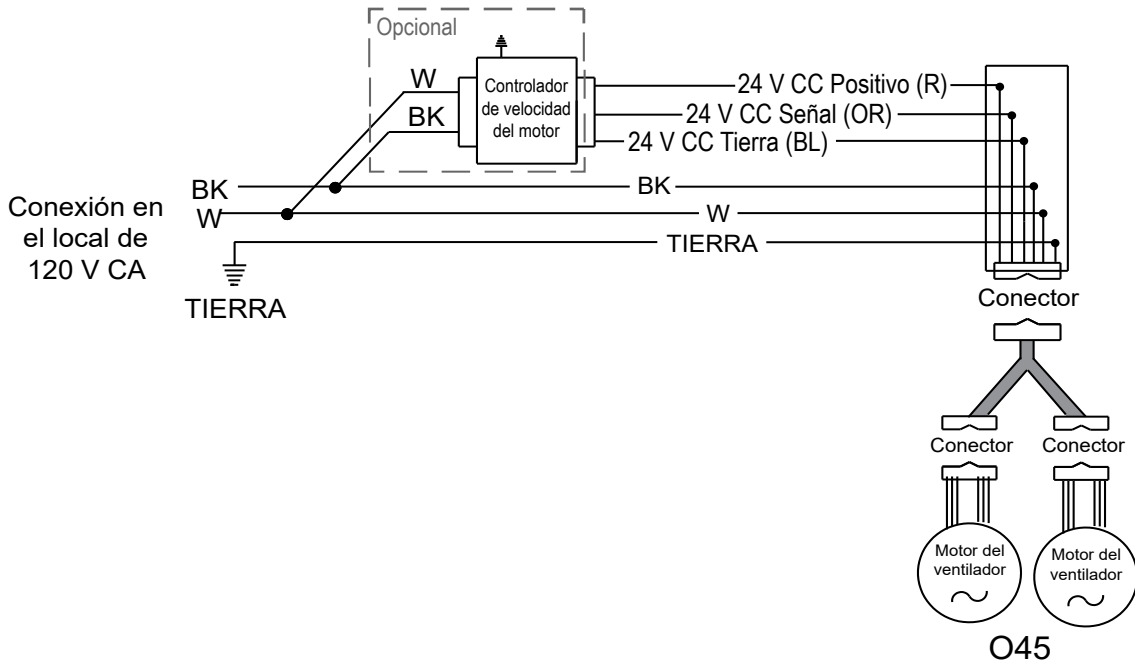 Opcional
W
BK
Controlador
de velocidad
del motor
24 V CC Positivo (R)
24 V CC Señal (OR)
24 V CC Tierra (BL)
BK
BK
W
W
Conexión en
el local de
120 V CA
TIERRA
TIERRA
Conector
Conector
Conector
Motor del
ventilador
Motor del
ventilador
O45